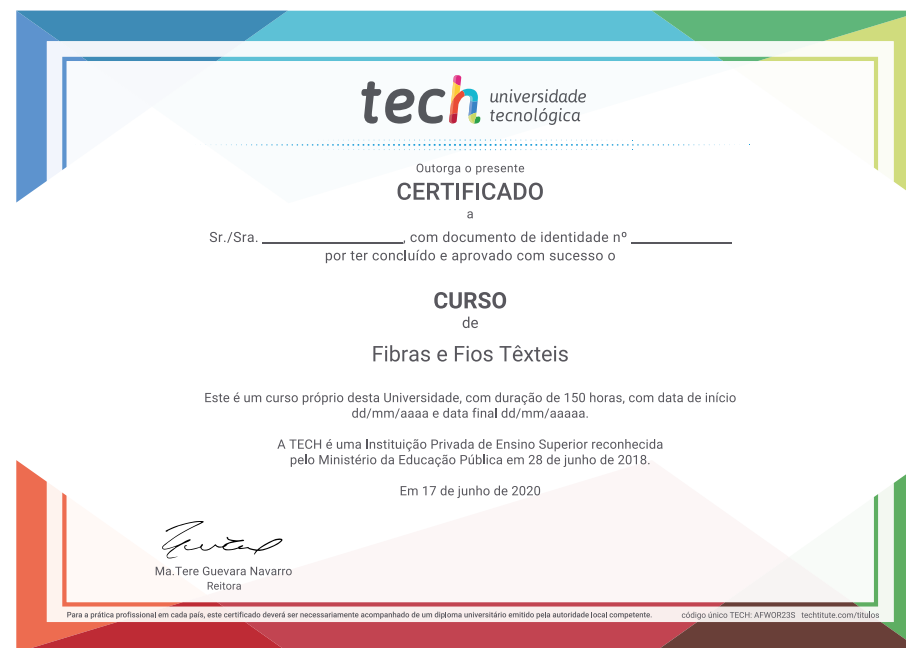 tech universidade
tecnológica
Outorga o presente
CERTIFICADO
a
Sr./Sra. ________________, com documento de identidade nº ____________
por ter concluído e aprovado com sucesso o
CURSO
de
Fibras e Fios Têxteis
Este é um curso próprio desta Universidade, com duração de 150 horas, com data de início
dd/mm/aaaa e data final dd/mm/aaaaa.
A TECH é uma Instituição Privada de Ensino Superior reconhecida
pelo Ministério da Educação Pública em 28 de junho de 2018.
Em 17 de junho de 2020
Ma.Tere Guevara Navarro
Reitora
Para a prática profissional em cada país, este certificado deverá ser necessariamente acompanhado de um diploma universitário emitido pela autoridade local competente. código único TECH: AFWOR23S techtitute.com/titulos